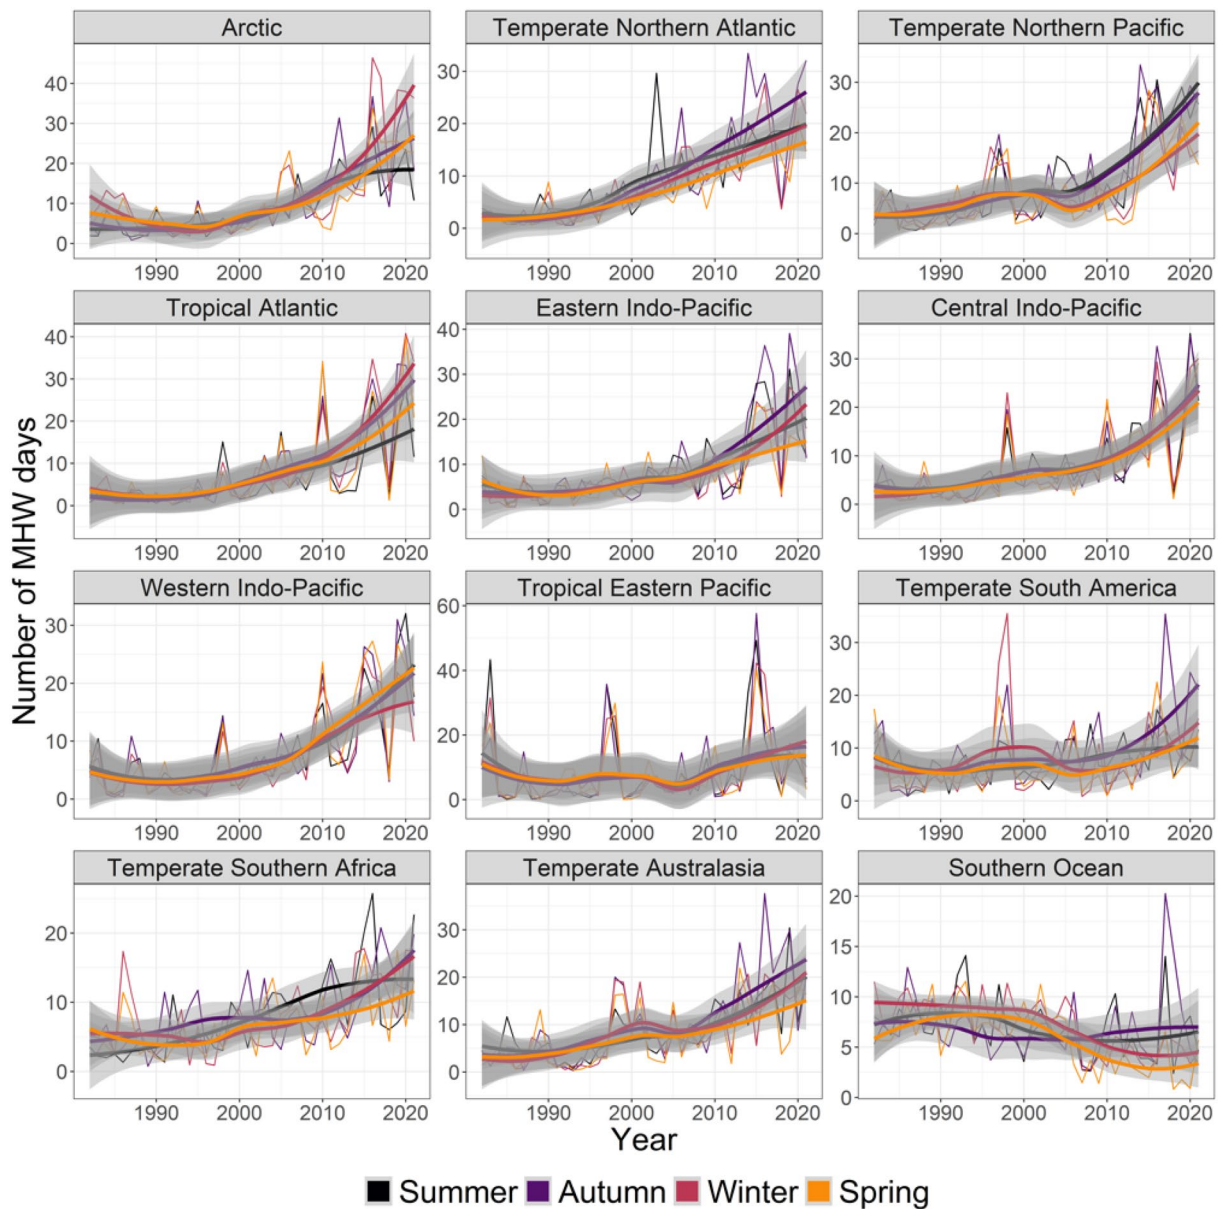 Arctic
Temperate Northern Atlantic
Temperate Northern Pacific
40
30
20
10
0
30
20
10
0
30
20
10
0
1990 2000 2010 2020
1990 2000 2010 2020
1990 2000 2010 2020
Tropical Atlantic
Eastern Indo-Pacific
Central Indo-Pacific
40
30
20
10
0
40
30
20
10
0
30
20
10
0
1990 2000 2010 2020
1990 2000 2010 2020
1990 2000 2010 2020
Number of MHW days
Western Indo-Pacific
Tropical Eastern Pacific
Temperate South America
30
20
10
0
60
40
20
0
30
20
10
0
1990 2000 2010 2020
1990 2000 2010 2020
1990 2000 2010 2020
Temperate Southern Africa
Temperate Australasia
Southern Ocean
20
10
0
30
20
10
0
20
15
10
5
0
1990 2000 2010 2020
1990 2000 2010 2020
1990 2000 2010 2020
Year
Summer Autumn Winter Spring